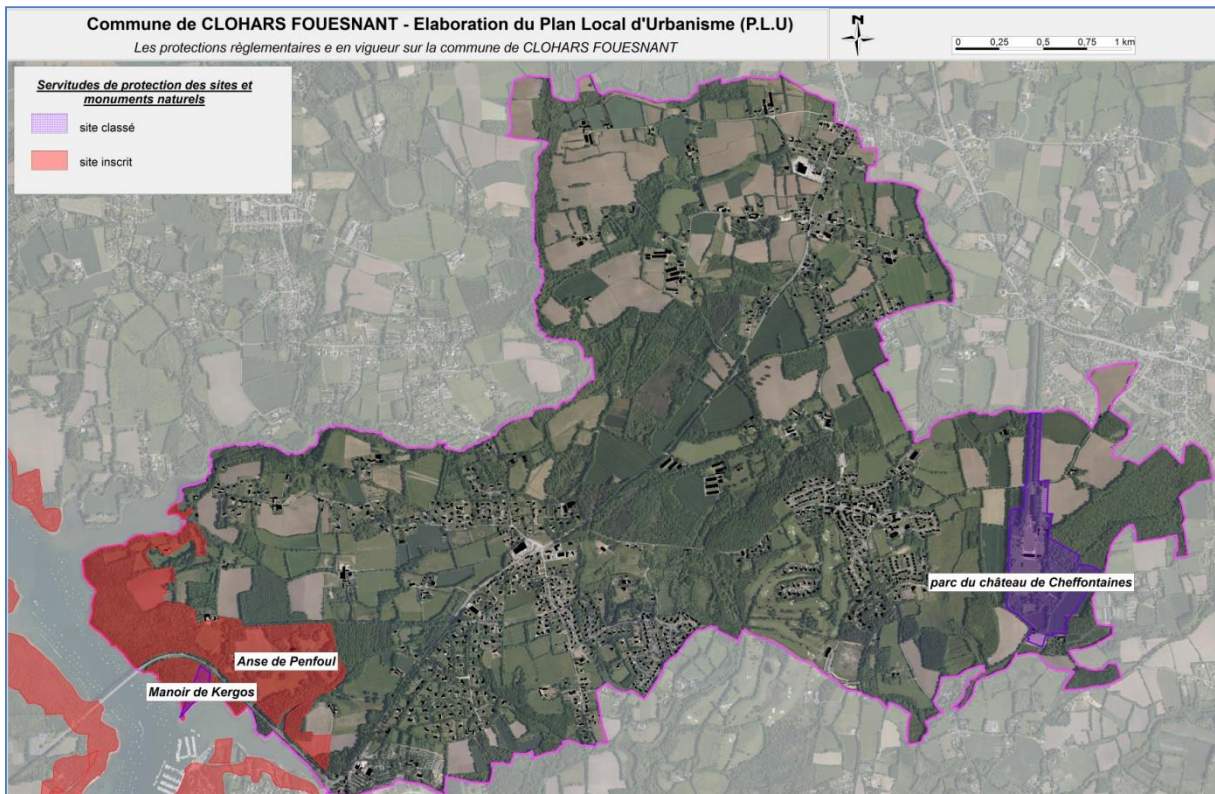 Commune de CLOHARS FOUESNANT - Elaboration du Plan Local d'Urbanisme (P.L.U)
Les protections règlementaires e en vigueur sur la commune de CLOHARS FOUESNANT
N
0 0,25 0,5 0,75 1 km
Servitudes de protection des sites et
monuments naturels
site classé
site inscrit
parc du château de Cheffontaines
Anse de Penfoul
Manoir de Kergos